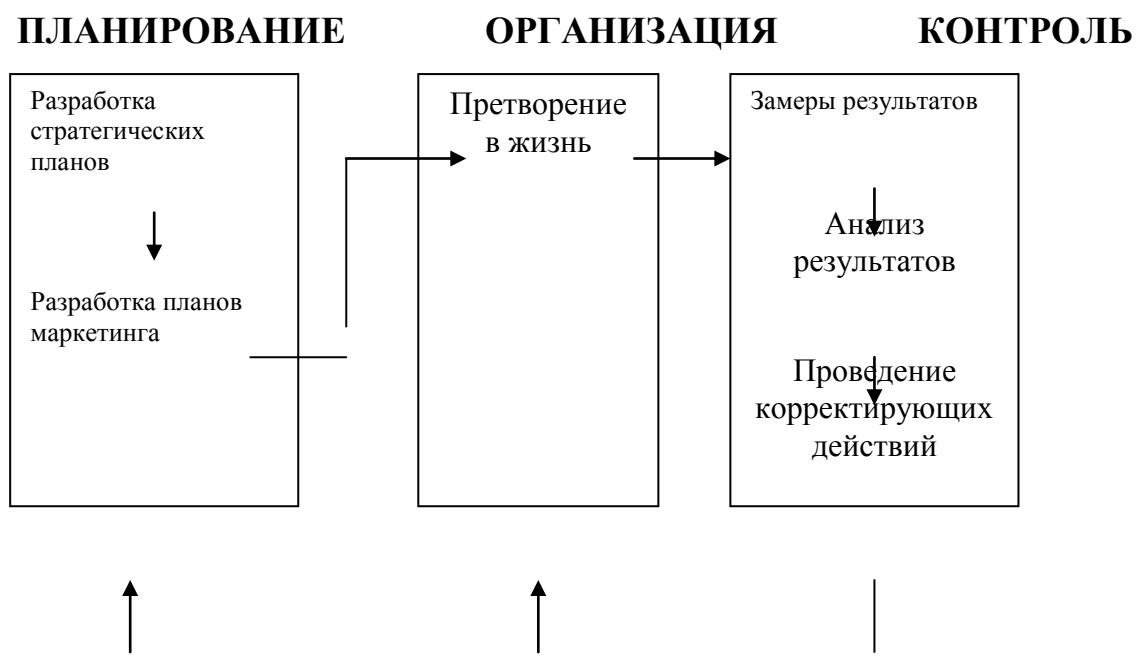 ПЛАНИРОВАНИЕ ОРГАНИЗАЦИЯ КОНТРОЛЬ
Разработка
стратегических
планов
Разработка планов
маркетинга
Претворение
в жизнь
Замеры результатов
Анализ
результатов
Проведение
корректирующих
действий